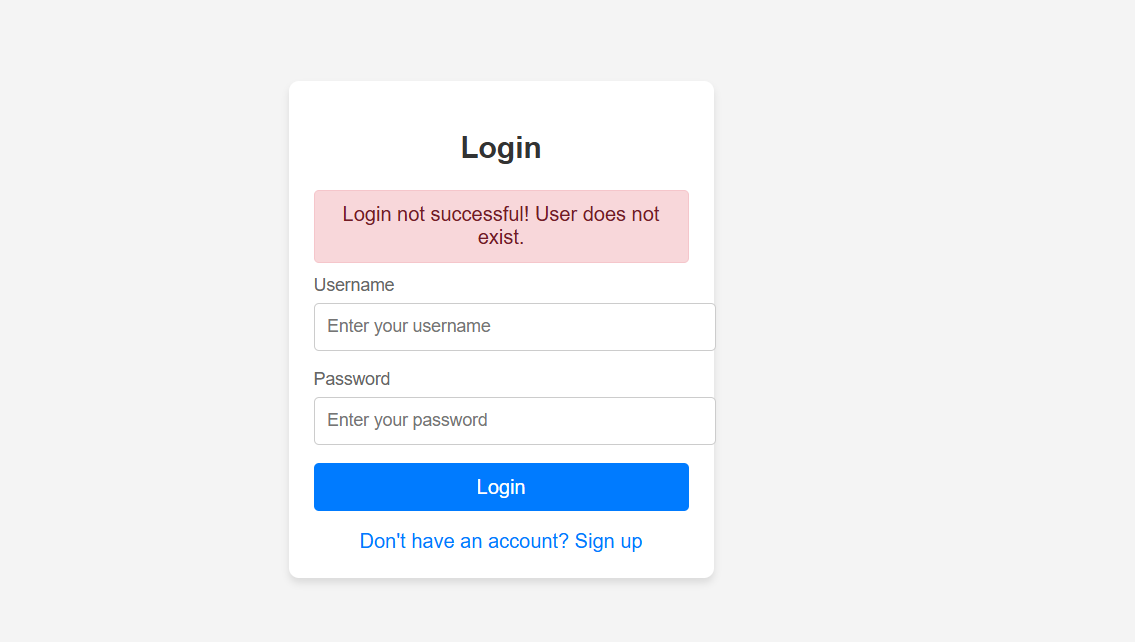 Login
Login not successful! User does not
exist.
Username
Enter your username
Password
Enter your password
Login
Don't have an account? Sign up